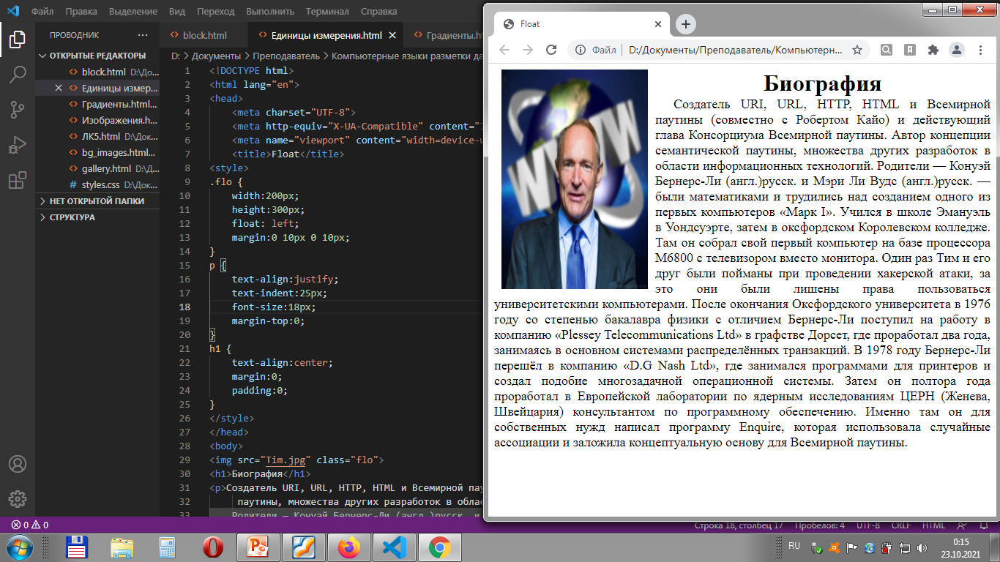 Файл Правка Выделение Вид Переход Выполнить Терминал Справка
ПРОВОДНИК
ОТКРЫТЫЕ РЕДАКТОРЫ
block.html D:\До...
Единицы измер...
Градиенты.html...
Изображения.h...
ЛК5.html D:\Док...
bg_images.html...
gallery.html D:\...
styles.css D:\Док...
НЕТ ОТКРЫТОЙ ПАПКИ
СТРУКТУРА
block.html Единицы измерения.html Градиенты.h
D: > Документы > Преподаватель > Компьютерные языки разметки да
1 <!DOCTYPE html>
2 <html lang="en">
3 <head>
4 <meta charset="UTF-8">
5 <meta http-equiv="X-UA-Compatible" content="
6 <meta name="viewport" content="width=device-w
7 <title>Float</title>
8 <style>
9 .flo {
10 width:200px;
11 height:300px;
12 float: left;
13 margin:0 10px 0 10px;
14 }
15 p {
16 text-align:justify;
17 text-indent:25px;
18 font-size:18px;
19 margin-top:0;
20 }
21 h1 {
22 text-align:center;
23 margin:0;
24 padding:0;
25 }
26 </style>
27 </head>
28 <body>
29 <img src="Tim.jpg" class="flo">
30 <h1>Биография</h1>
31 <p>Создатель URI, URL, HTTP, HTML и Всемирной пау
32 паутины, множества других разработок в облас
33 Родители — Конуэй Бернерс-Ли (англ.)русск. и
0 0
Строка 18, столбец 17 Пробелов: 4 UTF-8 CRLF HTML
Float
Файл D:/Документы/Преподаватель/Компьютерн...
WWW
Биография
Создатель URI, URL, HTTP, HTML и Всемирной
паутины (совместно с Робертом Кайо) и действующий
глава Консорциума Всемирной паутины. Автор концепции
семантической паутины, множества других разработок в
области информационных технологий. Родители — Конуэй
Бернерс-Ли (англ.)русск. и Мэри Ли Вудс (англ.)русск. —
были математиками и трудились над созданием одного из
первых компьютеров «Марк I». Учился в школе Эмануэль
в Уондсуэрте, затем в оксфордском Королевском колледже.
Там он собрал свой первый компьютер на базе процессора
M6800 с телевизором вместо монитора. Один раз Тим и его
друг были пойманы при проведении хакерской атаки, за
это они были лишены права пользоваться
университетскими компьютерами. После окончания Оксфордского университета в 1976
году со степенью бакалавра физики с отличием Бернерс-Ли поступил на работу в
компанию «Plessey Telecommunications Ltd» в графстве Дорсет, где проработал два года,
занимаясь в основном системами распределённых транзакций. В 1978 году Бернерс-Ли
перешёл в компанию «D.G Nash Ltd», где занимался программами для принтеров и
создал подобие многозадачной операционной системы. Затем он полтора года
проработал в Европейской лаборатории по ядерным исследованиям ЦЕРН (Женева,
Швейцария) консультантом по программному обеспечению. Именно там он для
собственных нужд написал программу Enquire, которая использовала случайные
ассоциации и заложила концептуальную основу для Всемирной паутины.
RU
0:15
23.10.2021